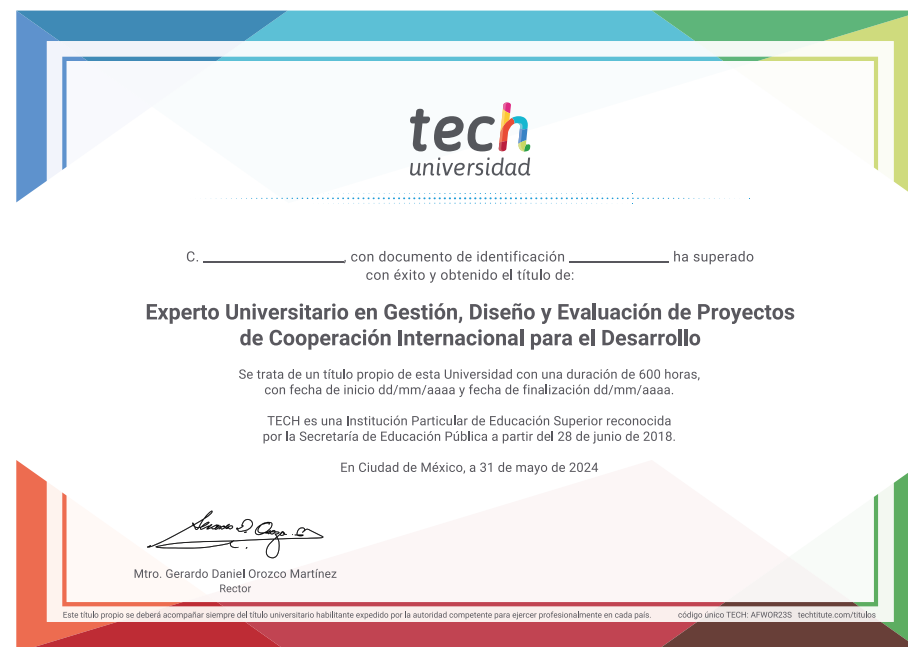 tech
universidad
C. ____________, con documento de identificación ____________ ha superado
con éxito y obtenido el título de:
Experto Universitario en Gestión, Diseño y Evaluación de Proyectos
de Cooperación Internacional para el Desarrollo
Se trata de un título propio de esta Universidad con una duración de 600 horas,
con fecha de inicio dd/mm/aaaa y fecha de finalización dd/mm/aaaa.
TECH es una Institución Particular de Educación Superior reconocida
por la Secretaría de Educación Pública a partir del 28 de junio de 2018.
En Ciudad de México, a 31 de mayo de 2024
Mtro. Gerardo Daniel Orozco Martínez
Rector
Este título propio se deberá acompañar siempre del título universitario habilitante expedido por la autoridad competente para ejercer profesionalmente en cada país. código único TECH: AFWOR23S techtitute.com/titulos